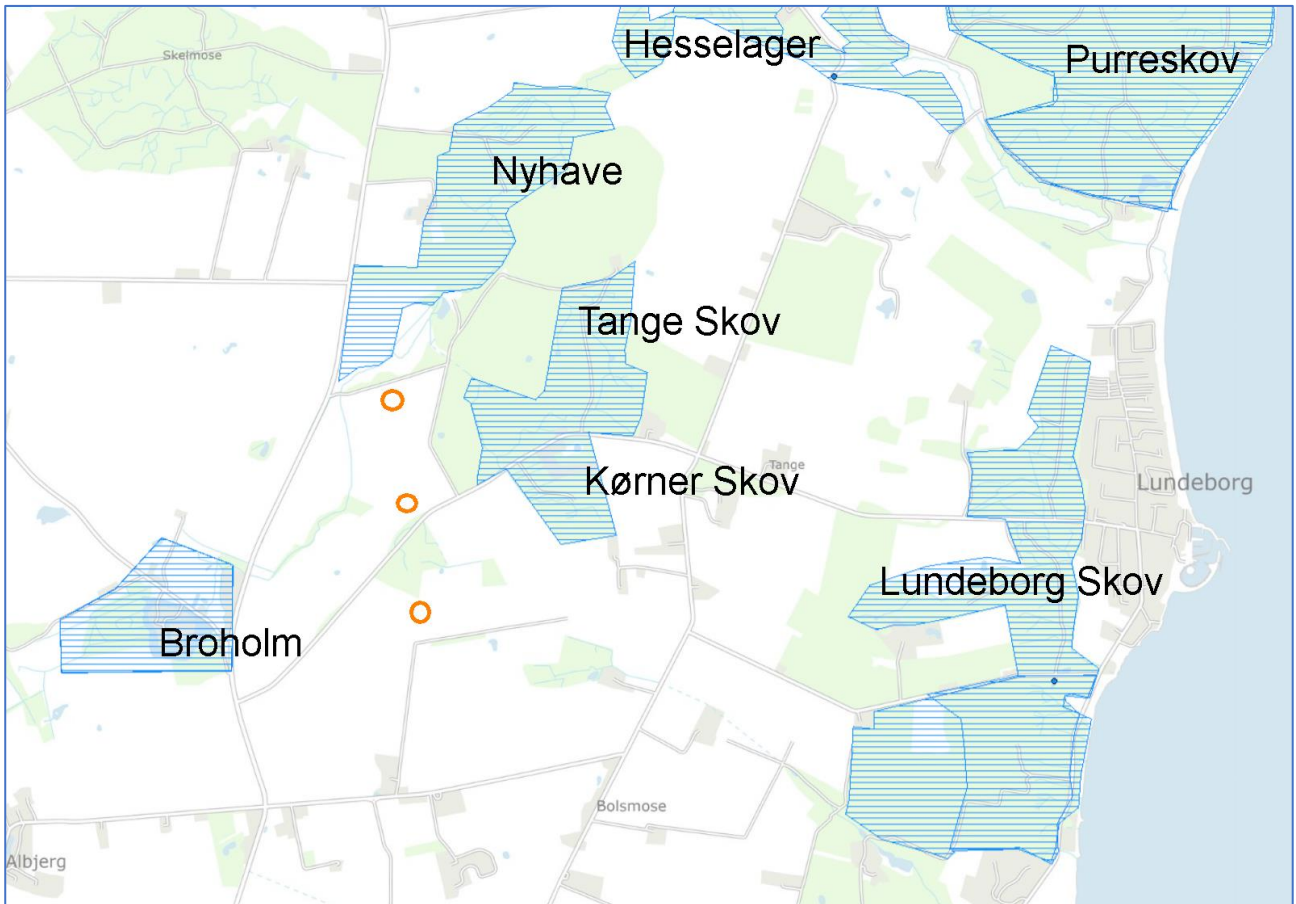 Hesselager
Purreskov
Skelmose
Nyhave
Tange Skov
Tange
Kørner Skov
Lundeborg
Lundeborg Skov
Broholm
Bolsmose
Albjerg